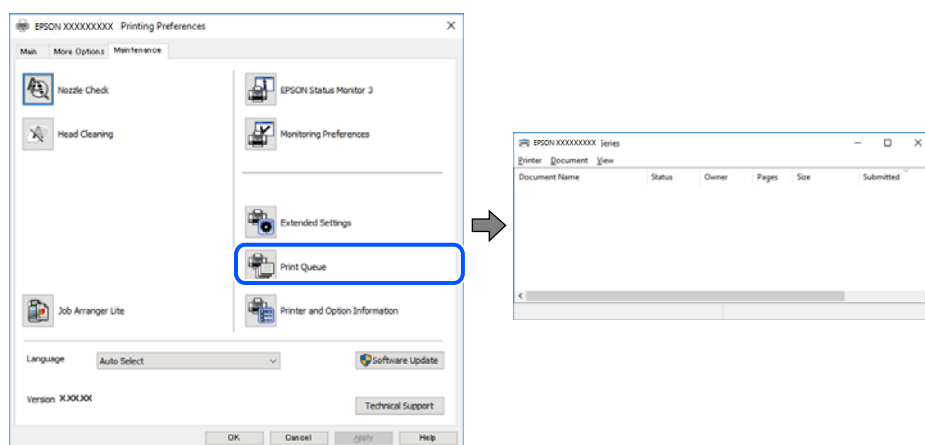 EPSON XXXXXXXXX Printing Preferences
Main More Options Maintenance
Nozzle Check
Head Cleaning
Job Arranger Lite
EPSON Status Monitor 3
Monitoring Preferences
Extended Settings
Print Queue
Printer and Option Information
Language Auto Select Software Update
Version X.XX.XX Technical Support
OK Cancel Apply Help
EPSON XXXXXXXXX Series
Printer Document View
Document Name Status Owner Pages Size Submitted